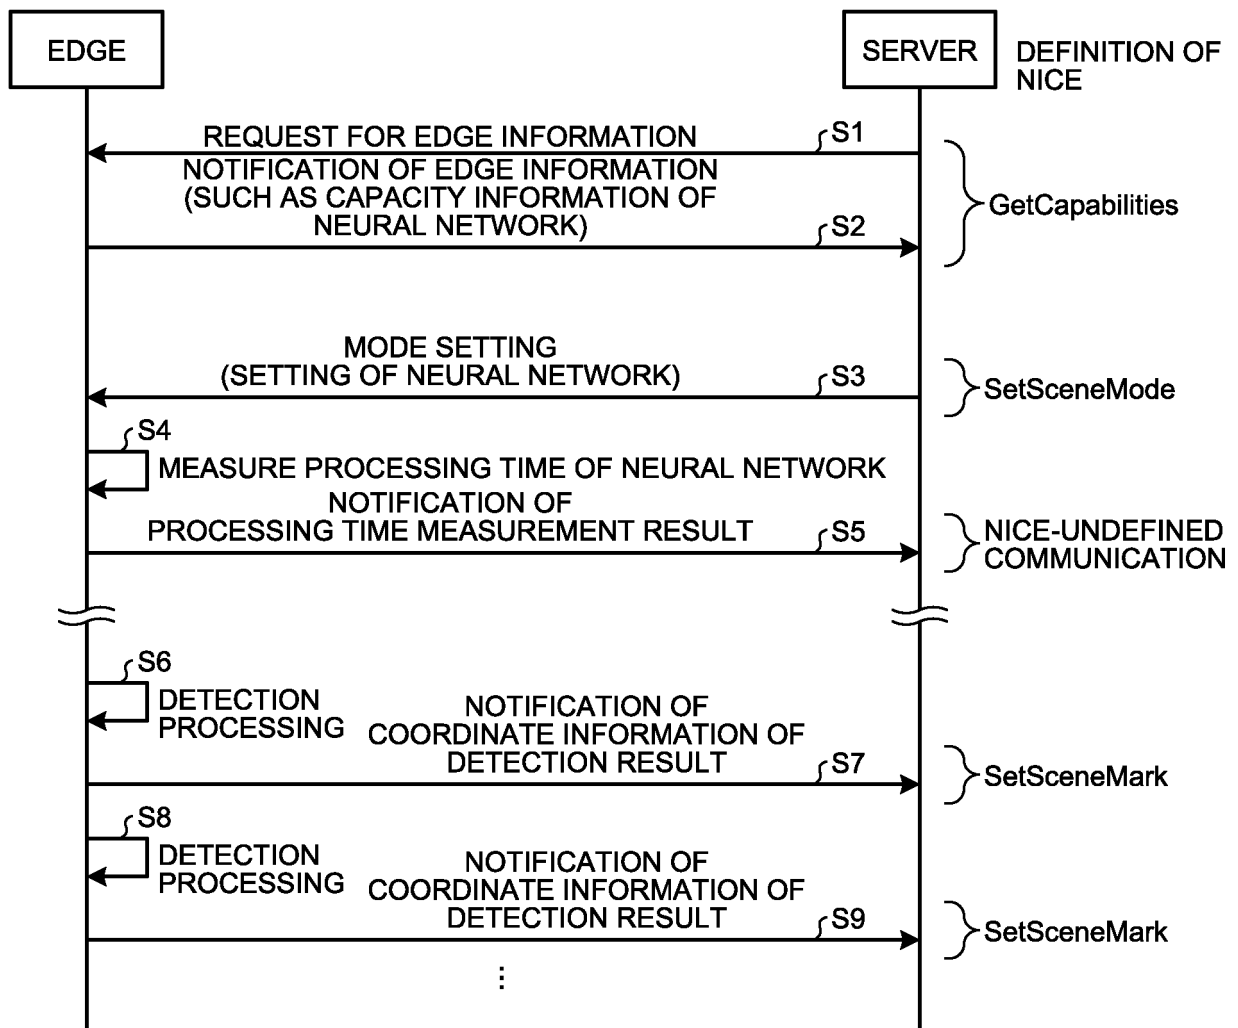 EDGE
SERVER
DEFINITION OF
NICE
REQUEST FOR EDGE INFORMATION
S1
NOTIFICATION OF EDGE INFORMATION
(SUCH AS CAPACITY INFORMATION OF
NEURAL NETWORK)
S2
GetCapabilities
MODE SETTING
(SETTING OF NEURAL NETWORK)
S3
SetSceneMode
S4
MEASURE PROCESSING TIME OF NEURAL NETWORK
NOTIFICATION OF
PROCESSING TIME MEASUREMENT RESULT
S5
NICE-UNDEFINED
COMMUNICATION
S6
DETECTION
PROCESSING
NOTIFICATION OF
COORDINATE INFORMATION OF
DETECTION RESULT
S7
SetSceneMark
S8
DETECTION
PROCESSING
NOTIFICATION OF
COORDINATE INFORMATION OF
DETECTION RESULT
S9
SetSceneMark
⋮